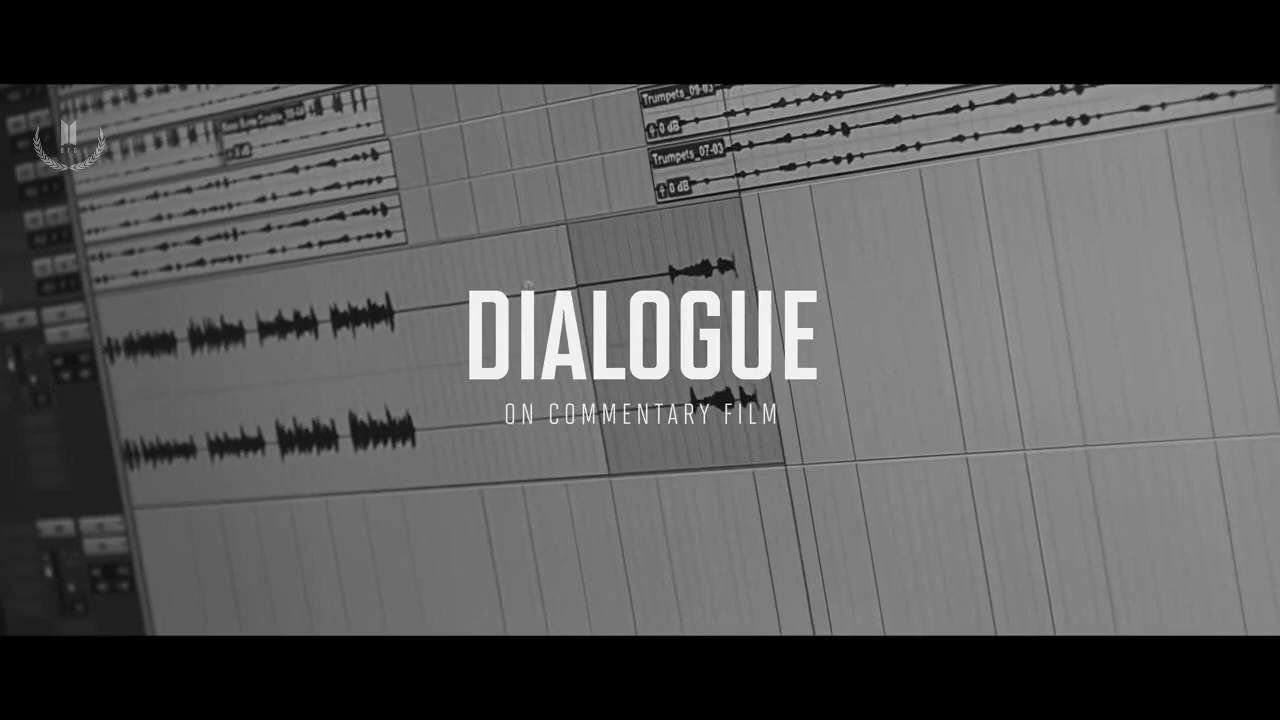 Trumpets_09-03
0 dB
Trumpets_07-03
0 dB
DIALOGUE
ON COMMENTARY FILM